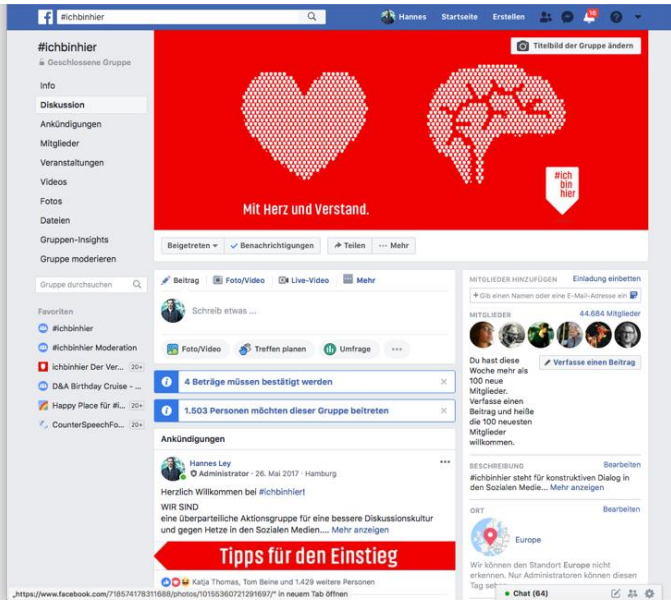 #ichbinhier
Hannes
Startseite
Erstellen
16
#ichbinhier
Geschlossene Gruppe
Info
Diskussion
Ankündigungen
Mitglieder
Veranstaltungen
Videos
Fotos
Dateien
Gruppen-Insights
Gruppe moderieren
Gruppe durchsuchen
Favoriten
#ichbinhier
#ichbinhier Moderation
ichbinhier Der Ver... 20+
D&A Birthday Cruise - ...
Happy Place für #i... 20+
CounterSpeechFo... 20+
Titelbild der Gruppe ändern
Mit Herz und Verstand.
#ich
bin
hier
Beigetreten
Benachrichtigungen
Teilen
Mehr
Beitrag
Foto/Video
Live-Video
Mehr
Schreib etwas ...
Foto/Video
Treffen planen
Umfrage
4 Beträge müssen bestätigt werden
1.503 Personen möchten dieser Gruppe beitreten
Ankündigungen
Hannes Ley
Administrator · 26. Mai 2017 · Hamburg
Herzlich Willkommen bei #ichbinhier!
WIR SIND
eine überparteiliche Aktionsgruppe für eine bessere Diskussionskultur
und gegen Hetze in den Sozialen Medien.... Mehr anzeigen
Tipps für den Einstieg
Katja Thomas, Tom Beine und 1.429 weitere Personen
MITGLIEDER HINZUFÜGEN
Einladung einbetten
+ Gib einen Namen oder eine E-Mail-Adresse ein
MITGLIEDER
44.684 Mitglieder
Du hast diese
Woche mehr als
100 neue
Mitglieder.
Verfasse einen
Beitrag und heiße
die 100 neuesten
Mitglieder
willkommen.
Verfasse einen Beitrag
BESCHREIBUNG
Bearbeiten
#ichbinhier steht für konstruktiven Dialog in
den Sozialen Medie... Mehr anzeigen
ORT
Bearbeiten
Europe
Wir können den Standort Europe nicht
erkennen. Nur Administratoren können diesen
Tag
Chat (64)
„https://www.facebook.com/718574178311688/photos/10155360721291697/“ in neuem Tab öffnen